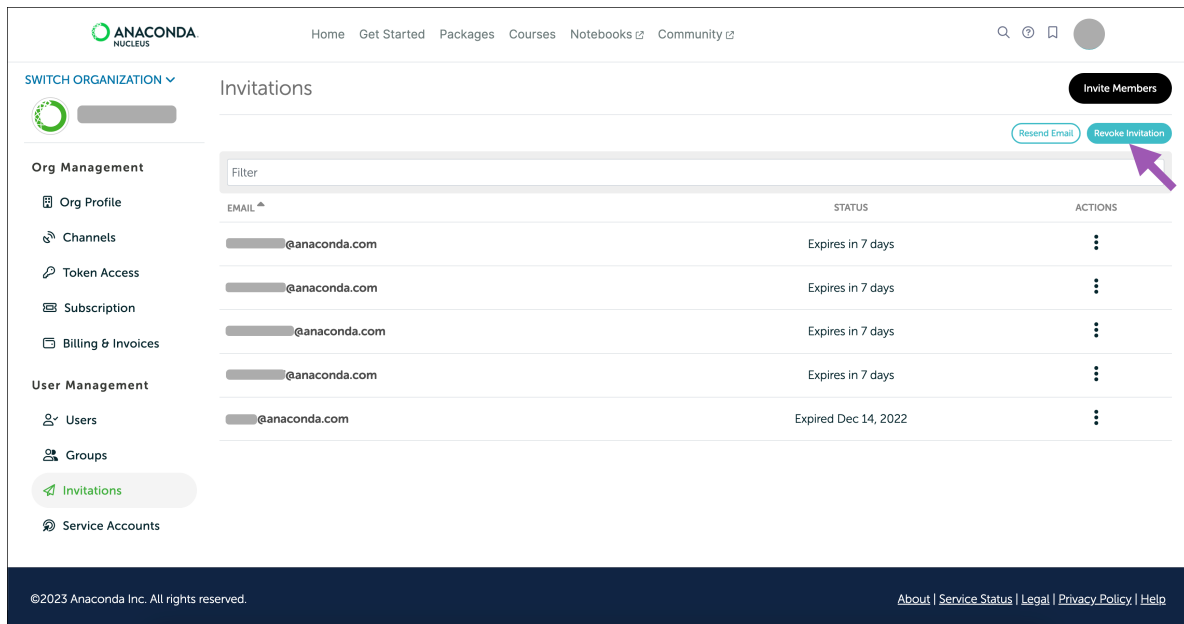 ANACONDA.
NUCLEUS
Home Get Started Packages Courses Notebooks Community
SWITCH ORGANIZATION
Invitations
Invite Members
Resend Email Revoke Invitation
Org Management
Filter
EMAIL STATUS ACTIONS
Org Profile
Channels
Token Access
Subscription
Billing & Invoices
@anaconda.com Expires in 7 days
@anaconda.com Expires in 7 days
@anaconda.com Expires in 7 days
@anaconda.com Expires in 7 days
@anaconda.com Expired Dec 14, 2022
User Management
Users
Groups
Invitations
Service Accounts
©2023 Anaconda Inc. All rights reserved.
About | Service Status | Legal | Privacy Policy | Help